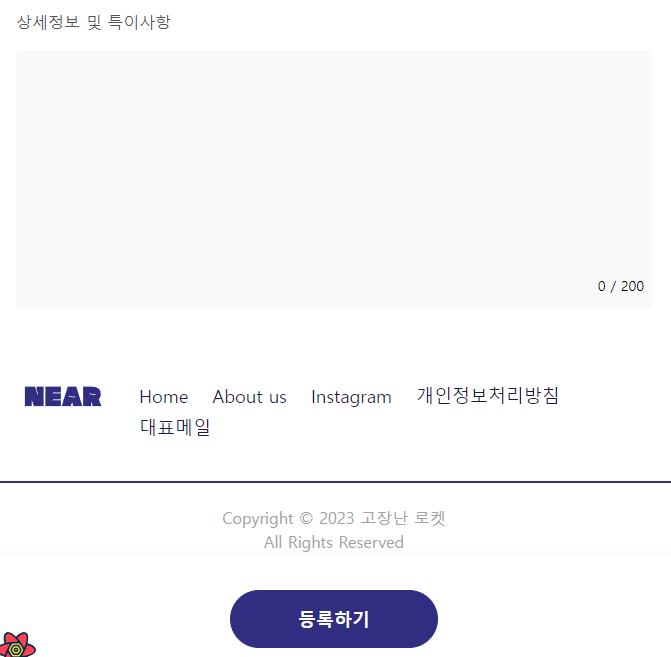 상세정보 및 특이사항
0 / 200
NEAR Home About us Instagram 개인정보처리방침
대표메일
Copyright © 2023 고장난 로켓
All Rights Reserved
등록하기